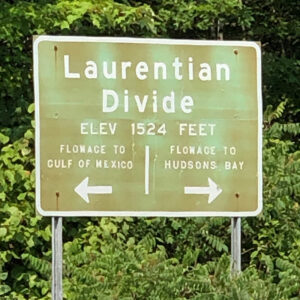 Laurentian
Divide
ELEV 1524 FEET
FLOWAGE TO
GULF OF MEXICO
FLOWAGE TO
HUDSONS BAY